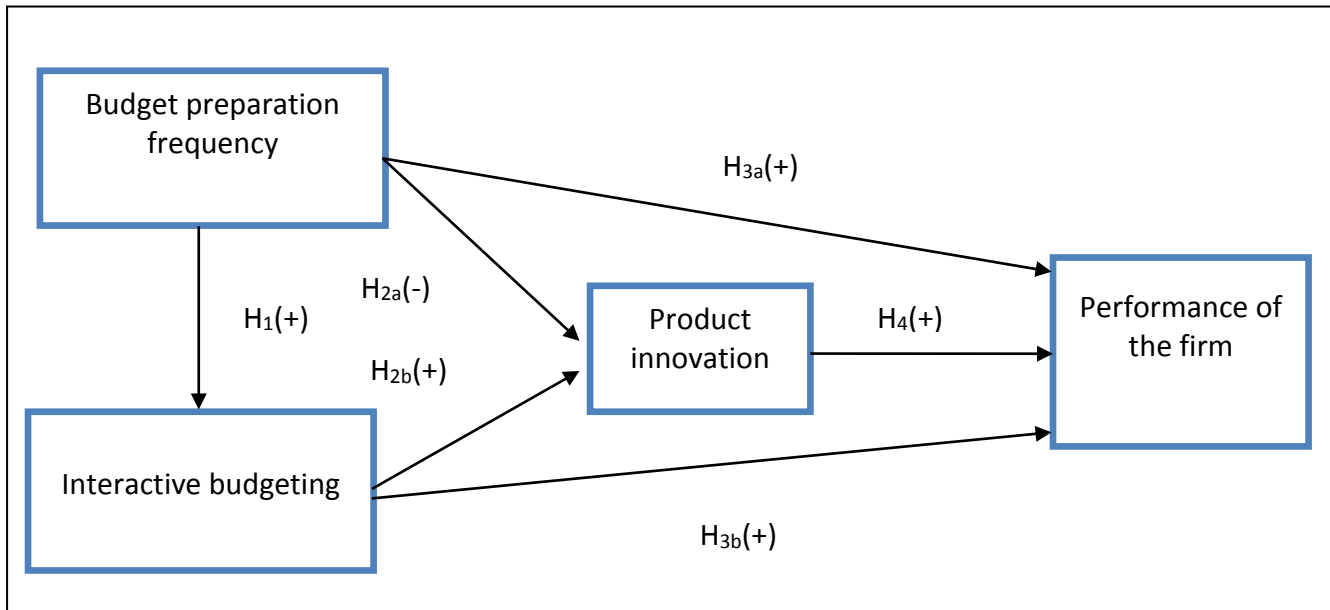 Budget preparation
frequency
H3a(+)
H2a(-)
H1(+)
Product
innovation
H4(+)
Performance of
the firm
H2b(+)
Interactive budgeting
H3b(+)